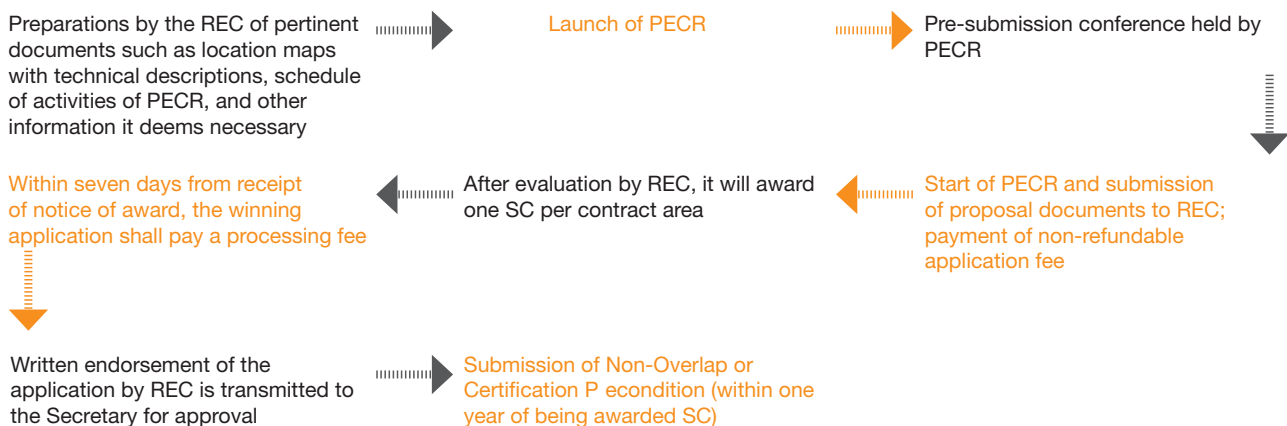 Preparations by the REC of pertinent
documents such as location maps
with technical descriptions, schedule
of activities of PECR, and other
information it deems necessary
Launch of PECR
Pre-submission conference held by
PECR
Start of PECR and submission
of proposal documents to REC;
payment of non-refundable
application fee
After evaluation by REC, it will award
one SC per contract area
Within seven days from receipt
of notice of award, the winning
application shall pay a processing fee
Written endorsement of the
application by REC is transmitted to
the Secretary for approval
Submission of Non-Overlap or
Certification P econdition (within one
year of being awarded SC)